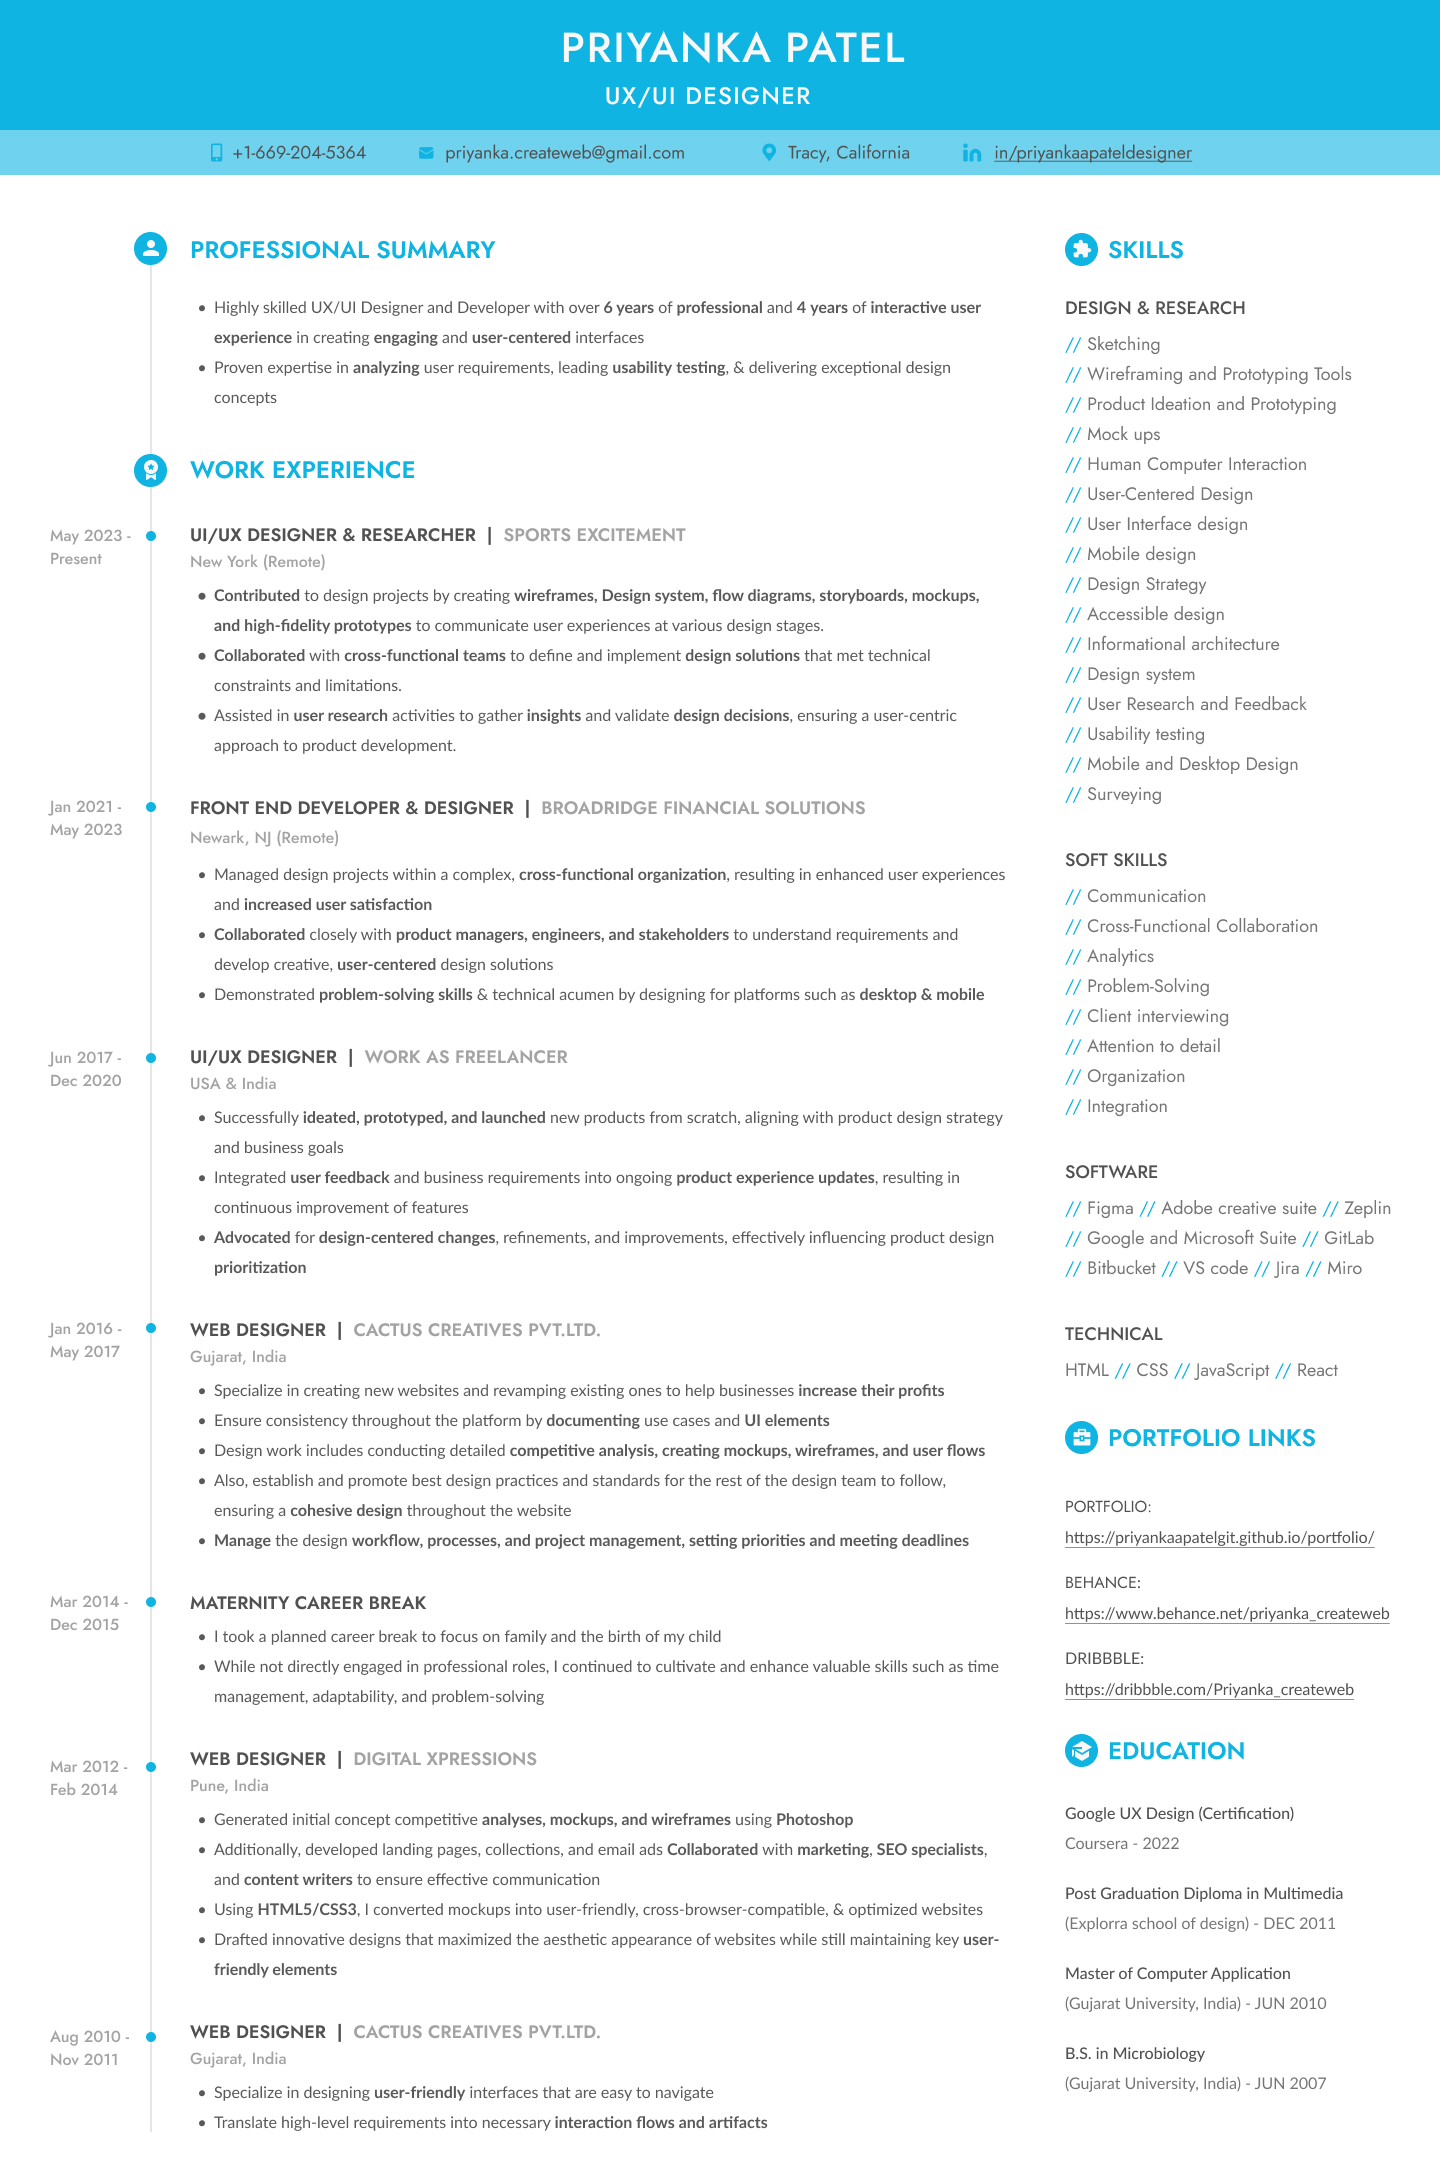 PRIYANKA PATEL
UX/UI DESIGNER
+1-669-204-5364 priyanka.createweb@gmail.com Tracy, California in/priyankaapateldesigner
PROFESSIONAL SUMMARY
• Highly skilled UX/UI Designer and Developer with over 6 years of professional and 4 years of interactive user
experience in creating engaging and user-centered interfaces
• Proven expertise in analyzing user requirements, leading usability testing, & delivering exceptional design
concepts
WORK EXPERIENCE
May 2023 -
Present
UI/UX DESIGNER & RESEARCHER | SPORTS EXCITEMENT
New York (Remote)
• Contributed to design projects by creating wireframes, Design system, flow diagrams, storyboards, mockups,
and high-fidelity prototypes to communicate user experiences at various design stages.
• Collaborated with cross-functional teams to define and implement design solutions that met technical
constraints and limitations.
• Assisted in user research activities to gather insights and validate design decisions, ensuring a user-centric
approach to product development.
Jan 2021 -
May 2023
FRONT END DEVELOPER & DESIGNER | BROADRIDGE FINANCIAL SOLUTIONS
Newark, NJ (Remote)
• Managed design projects within a complex, cross-functional organization, resulting in enhanced user experiences
and increased user satisfaction
• Collaborated closely with product managers, engineers, and stakeholders to understand requirements and
develop creative, user-centered design solutions
• Demonstrated problem-solving skills & technical acumen by designing for platforms such as desktop & mobile
Jun 2017 -
Dec 2020
UI/UX DESIGNER | WORK AS FREELANCER
USA & India
• Successfully ideated, prototyped, and launched new products from scratch, aligning with product design strategy
and business goals
• Integrated user feedback and business requirements into ongoing product experience updates, resulting in
continuous improvement of features
• Advocated for design-centered changes, refinements, and improvements, effectively influencing product design
prioritization
Jan 2016 -
May 2017
WEB DESIGNER | CACTUS CREATIVES PVT.LTD.
Gujarat, India
• Specialize in creating new websites and revamping existing ones to help businesses increase their profits
• Ensure consistency throughout the platform by documenting use cases and UI elements
• Design work includes conducting detailed competitive analysis, creating mockups, wireframes, and user flows
• Also, establish and promote best design practices and standards for the rest of the design team to follow,
ensuring a cohesive design throughout the website
• Manage the design workflow, processes, and project management, setting priorities and meeting deadlines
Mar 2014 -
Dec 2015
MATERNITY CAREER BREAK
• I took a planned career break to focus on family and the birth of my child
• While not directly engaged in professional roles, I continued to cultivate and enhance valuable skills such as time
management, adaptability, and problem-solving
Mar 2012 -
Feb 2014
WEB DESIGNER | DIGITAL XPRESSIONS
Pune, India
• Generated initial concept competitive analyses, mockups, and wireframes using Photoshop
• Additionally, developed landing pages, collections, and email ads Collaborated with marketing, SEO specialists,
and content writers to ensure effective communication
• Using HTML5/CSS3, I converted mockups into user-friendly, cross-browser-compatible, & optimized websites
• Drafted innovative designs that maximized the aesthetic appearance of websites while still maintaining key user-
friendly elements
Aug 2010 -
Nov 2011
WEB DESIGNER | CACTUS CREATIVES PVT.LTD.
Gujarat, India
• Specialize in designing user-friendly interfaces that are easy to navigate
• Translate high-level requirements into necessary interaction flows and artifacts
SKILLS
DESIGN & RESEARCH
// Sketching
// Wireframing and Prototyping Tools
// Product Ideation and Prototyping
// Mock ups
// Human Computer Interaction
// User-Centered Design
// User Interface design
// Mobile design
// Design Strategy
// Accessible design
// Informational architecture
// Design system
// User Research and Feedback
// Usability testing
// Mobile and Desktop Design
// Surveying
SOFT SKILLS
// Communication
// Cross-Functional Collaboration
// Analytics
// Problem-Solving
// Client interviewing
// Attention to detail
// Organization
// Integration
SOFTWARE
// Figma // Adobe creative suite // Zeplin
// Google and Microsoft Suite // GitLab
// Bitbucket // VS code // Jira // Miro
TECHNICAL
HTML // CSS // JavaScript // React
PORTFOLIO LINKS
PORTFOLIO:
https://priyankaapatelgit.github.io/portfolio/
BEHANCE:
https://www.behance.net/priyanka_createweb
DRIBBBLE:
https://dribbble.com/Priyanka_createweb
EDUCATION
Google UX Design (Certification)
Coursera - 2022
Post Graduation Diploma in Multimedia
(Explorra school of design) - DEC 2011
Master of Computer Application
(Gujarat University, India) - JUN 2010
B.S. in Microbiology
(Gujarat University, India) - JUN 2007